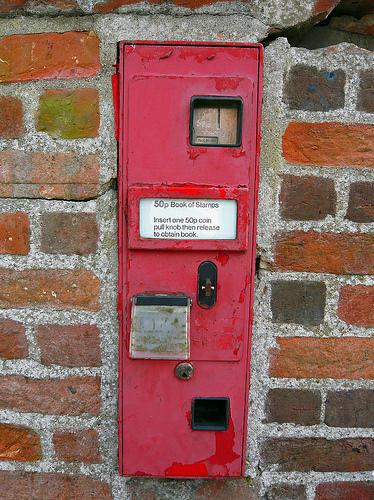 50p Book of Stamps
Insert one 50p coin
pull knob then release
to obtain book.